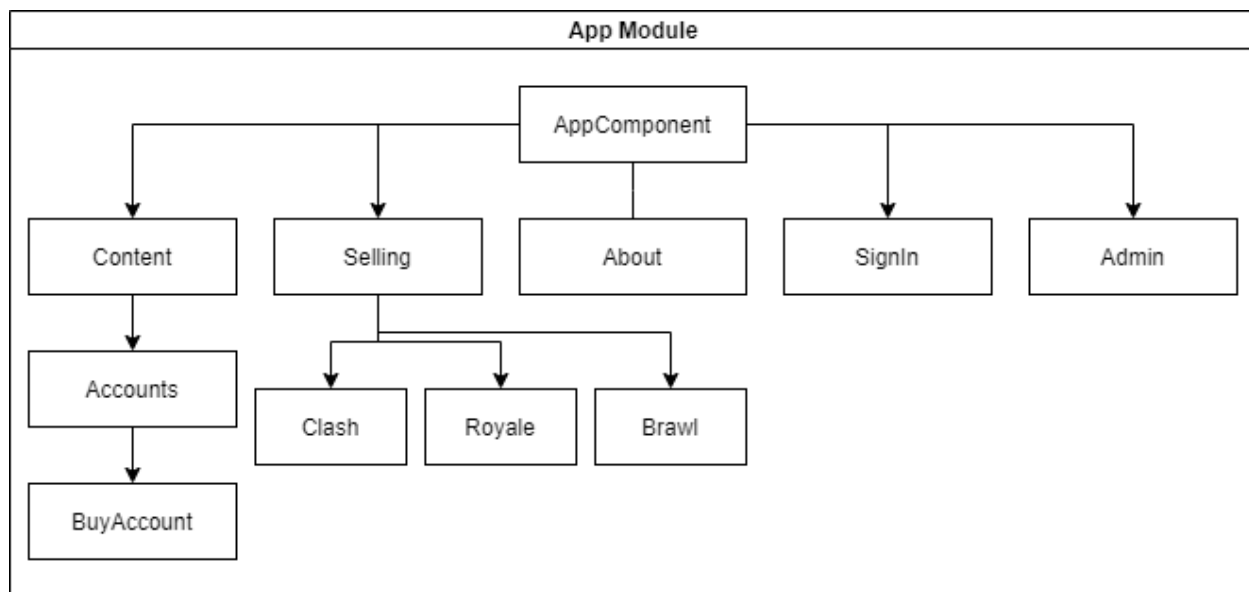 App Module
AppComponent
Content
Selling
About
SignIn
Admin
Accounts
Clash
Royale
Brawl
BuyAccount